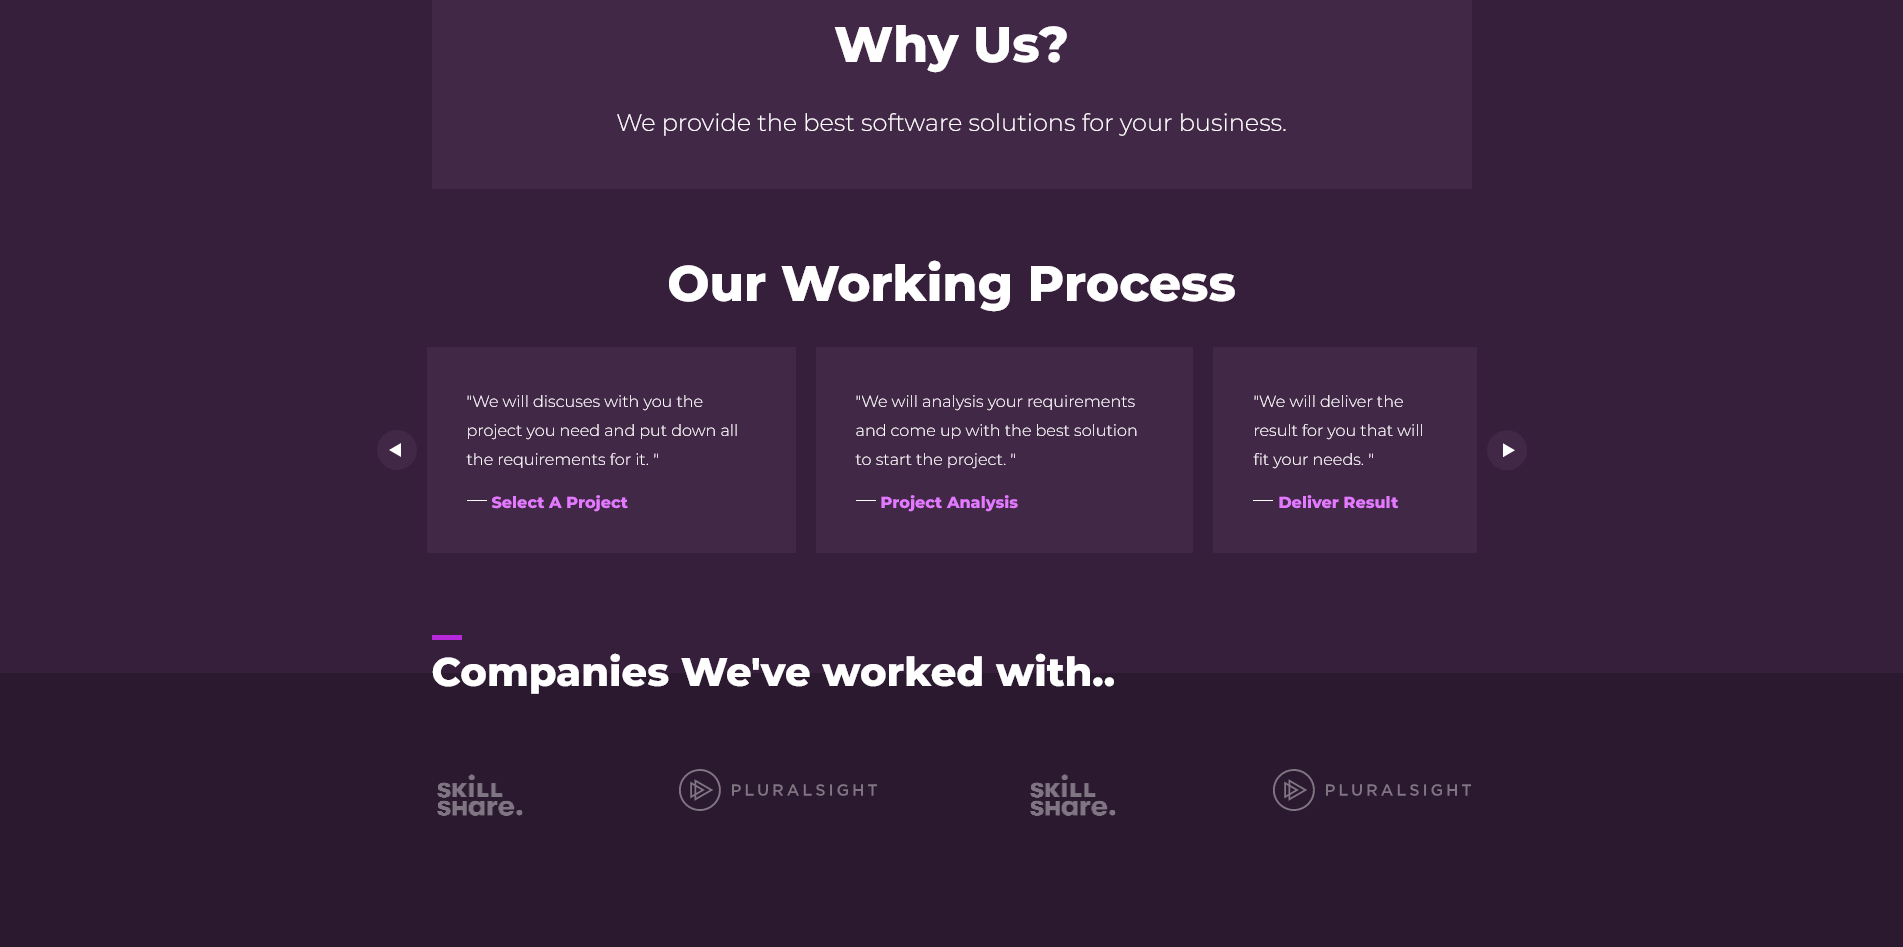 Why Us?
We provide the best software solutions for your business.
Our Working Process
"We will discuses with you the
project you need and put down all
the requirements for it. "
Select A Project
"We will analysis your requirements
and come up with the best solution
to start the project. "
Project Analysis
"We will deliver the
result for you that will
fit your needs. "
Deliver Result
Companies We've worked with..
SKiLL
SHare.
PLURALSIGHT
SKiLL
SHare.
PLURALSIGHT